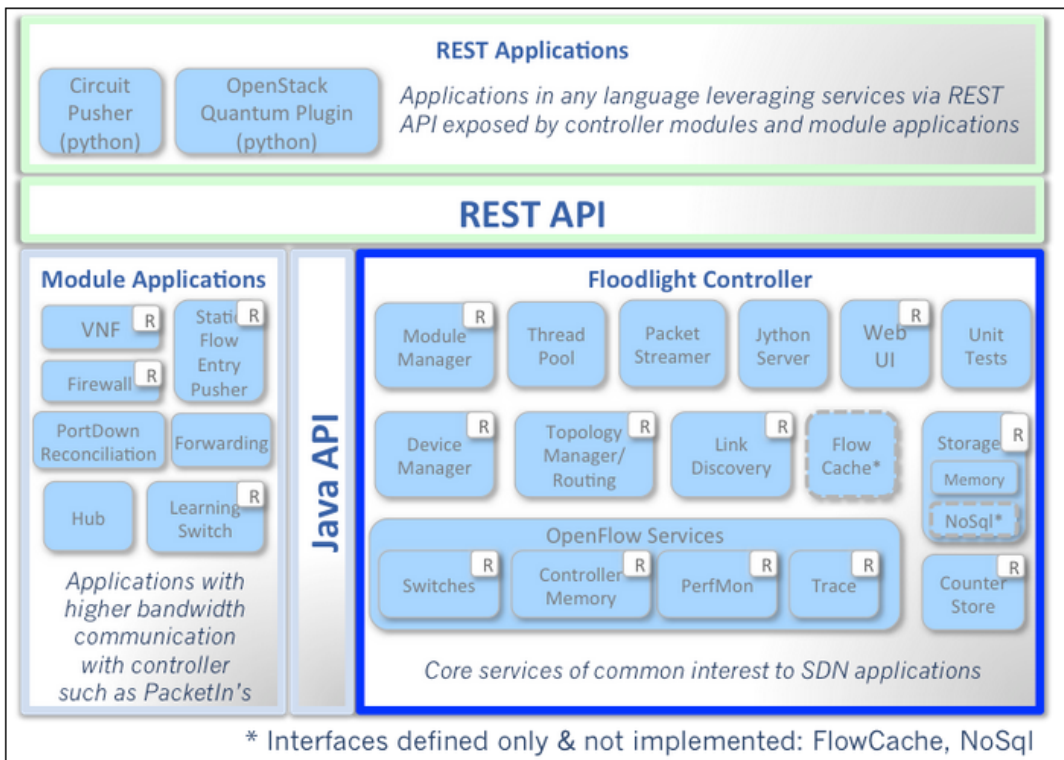 REST Applications
Circuit
Pusher
(python)
OpenStack
Quantum Plugin
(python)
Applications in any language leveraging services via REST
API exposed by controller modules and module applications
REST API
Module Applications
VNF
R
Static
Flow
Entry
Pusher
R
Firewall
R
PortDown
Reconciliation
Forwarding
Hub
Learning
Switch
R
Applications with
higher bandwidth
communication
with controller
such as PacketIn's
Java API
Floodlight Controller
Module
Manager
R
Thread
Pool
Packet
Streamer
Jython
Server
Web
UI
R
Unit
Tests
Device
Manager
R
Topology
Manager/
Routing
R
Link
Discovery
R
Flow
Cache*
Storage
R
Memory
NoSql*
OpenFlow Services
Switches
R
Controller
Memory
R
PerfMon
R
Trace
R
Counter
Store
R
Core services of common interest to SDN applications
* Interfaces defined only & not implemented: FlowCache, NoSql